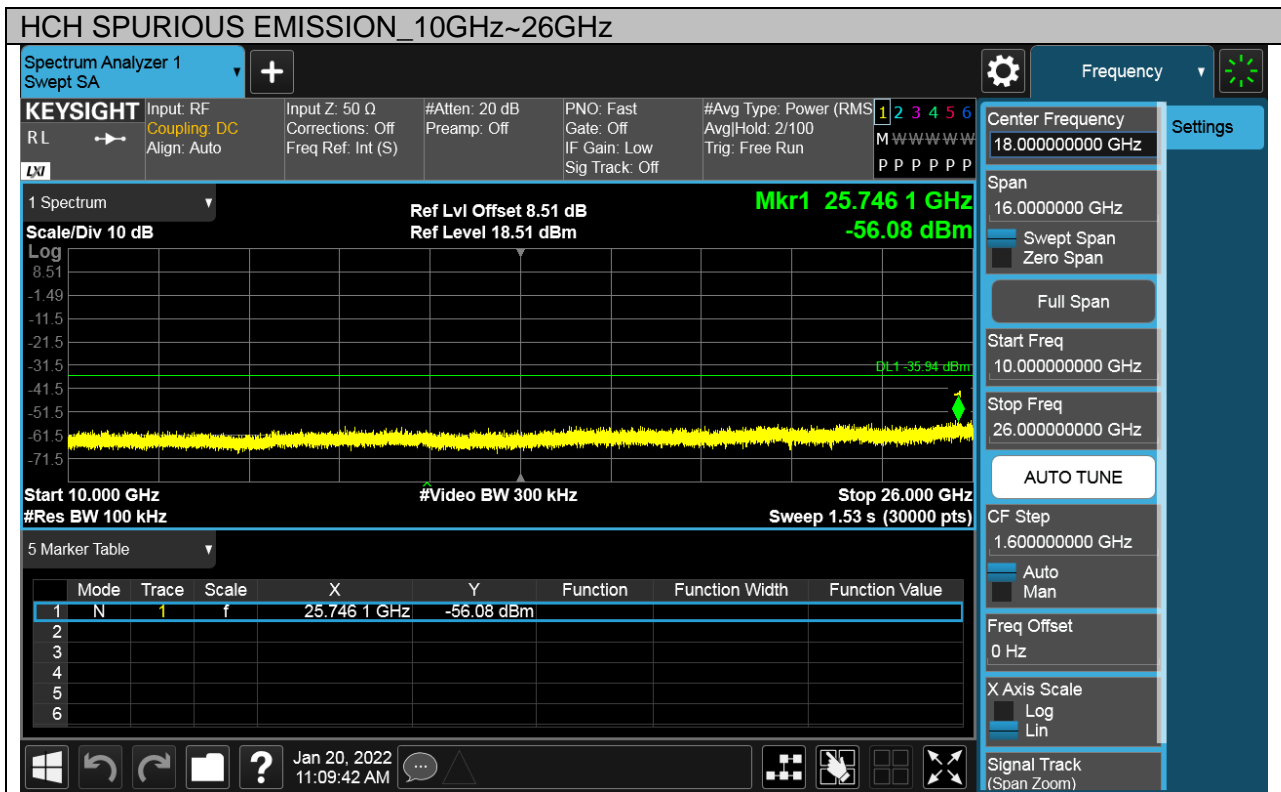 HCH SPURIOUS EMISSION_10GHz~26GHz
Spectrum Analyzer 1
Swept SA
Frequency
KEYSIGHT
RL
LXI
Input: RF
Coupling: DC
Align: Auto
Input Z: 50 Ω
Corrections: Off
Freq Ref: Int (S)
#Atten: 20 dB
Preamp: Off
PNO: Fast
Gate: Off
IF Gain: Low
Sig Track: Off
#Avg Type: Power (RMS
Avg|Hold: 2/100
Trig: Free Run
1 2 3 4 5 6
M W W W W W
P P P P P P
1 Spectrum
Scale/Div 10 dB
Ref Lvl Offset 8.51 dB
Ref Level 18.51 dBm
Mkr1 25.746 1 GHz
-56.08 dBm
Log
8.51
-1.49
-11.5
-21.5
-31.5
-41.5
-51.5
-61.5
-71.5
DL1 -35.94 dBm
1
Start 10.000 GHz
#Video BW 300 kHz
Stop 26.000 GHz
#Res BW 100 kHz
Sweep 1.53 s (30000 pts)
5 Marker Table
Mode Trace Scale X Y Function Function Width Function Value
1 N 1 f 25.746 1 GHz -56.08 dBm
2
3
4
5
6
Jan 20, 2022
11:09:42 AM
Center Frequency
18.000000000 GHz
Settings
Span
16.0000000 GHz
Swept Span
Zero Span
Full Span
Start Freq
10.000000000 GHz
Stop Freq
26.000000000 GHz
AUTO TUNE
CF Step
1.600000000 GHz
Auto
Man
Freq Offset
0 Hz
X Axis Scale
Log
Lin
Signal Track
(Span Zoom)